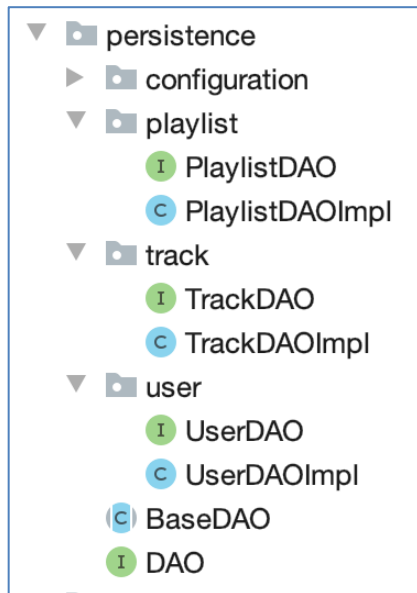 persistence
configuration
playlist
I PlaylistDAO
C PlaylistDAOImpl
track
I TrackDAO
C TrackDAOImpl
user
I UserDAO
C UserDAOImpl
C BaseDAO
I DAO